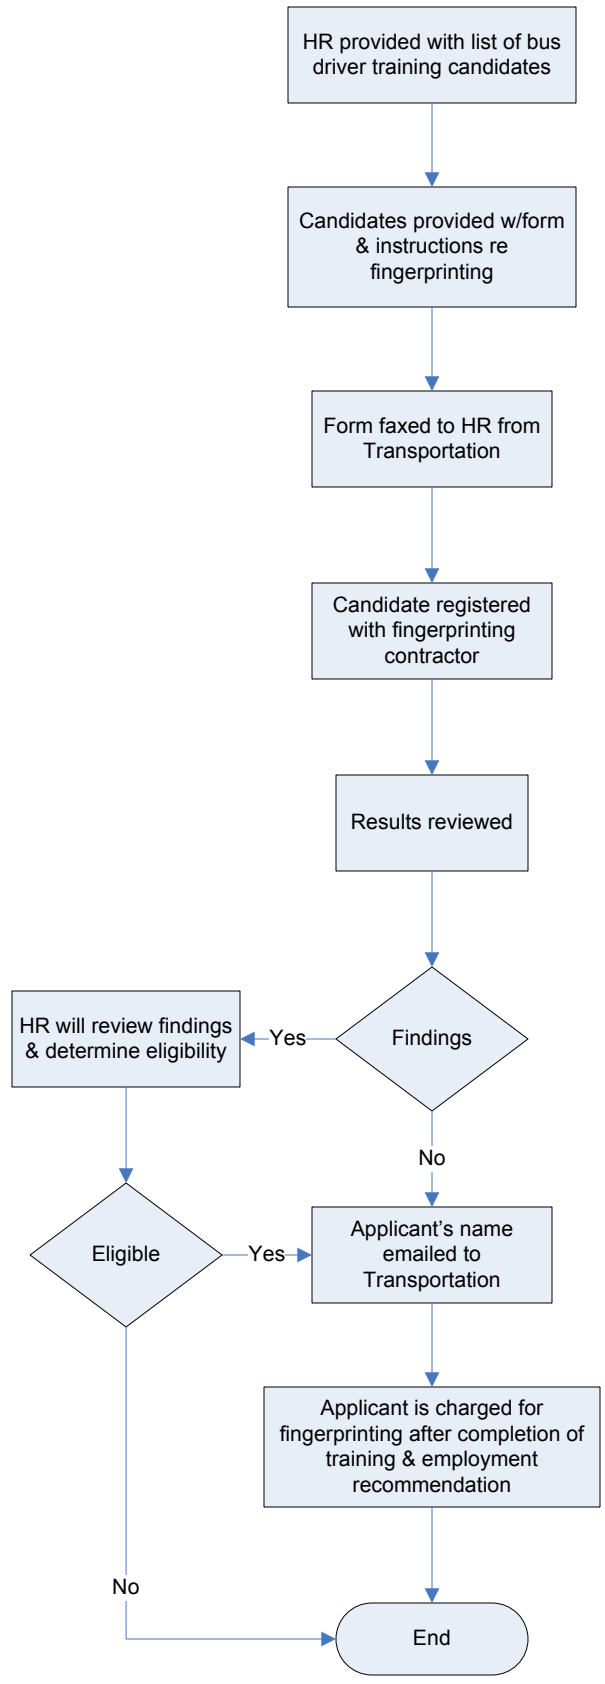 HR provided with list of bus
driver training candidates
Candidates provided w/form
& instructions re
fingerprinting
Form faxed to HR from
Transportation
Candidate registered
with fingerprinting
contractor
Results reviewed
Findings
Yes
HR will review findings
& determine eligibility
No
Eligible
Yes
Applicant’s name
emailed to
Transportation
Applicant is charged for
fingerprinting after completion of
training & employment
recommendation
No
End